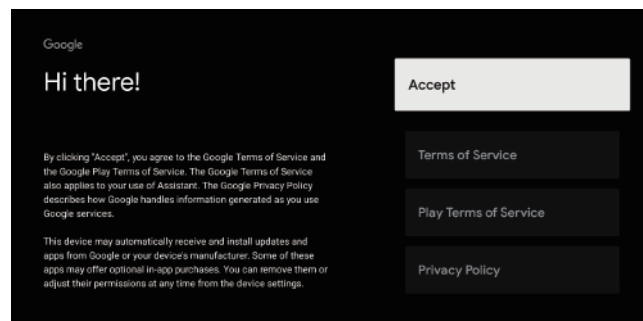 Google
Hi there!
By clicking "Accept", you agree to the Google Terms of Service and
the Google Play Terms of Service. The Google Terms of Service
also applies to your use of Assistant. The Google Privacy Policy
describes how Google handles information generated as you use
Google services.
This device may automatically receive and install updates and
apps from Google or your device's manufacturer. Some of these
apps may offer optional in-app purchases. You can remove them or
adjust their permissions at any time from the device settings.
Accept
Terms of Service
Play Terms of Service
Privacy Policy